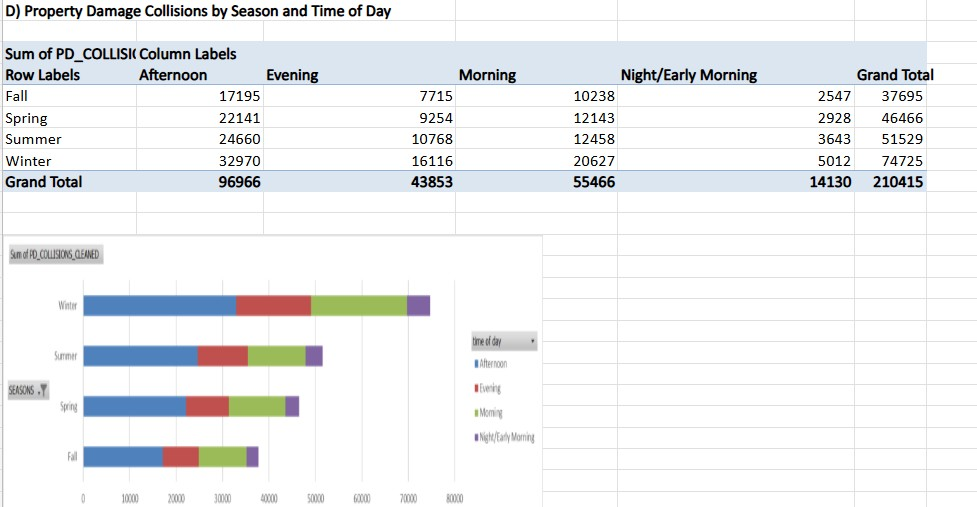 D) Property Damage Collisions by Season and Time of Day
Sum of PD_COLLISI( Column Labels
Row Labels Afternoon Evening Morning Night/Early Morning Grand Total
Fall 17195 7715 10238 2547 37695
Spring 22141 9254 12143 2928 46466
Summer 24660 10768 12458 3643 51529
Winter 32970 16116 20627 5012 74725
Grand Total 96966 43853 55466 14130 210415
Sum of PD_COLLISIONS_CLEANED
Winter
Summer
Spring
Fall
SEASONS
0 10000 20000 30000 40000 50000 60000 70000 80000
time of day
Afternoon
Evening
Morning
Night/Early Morning